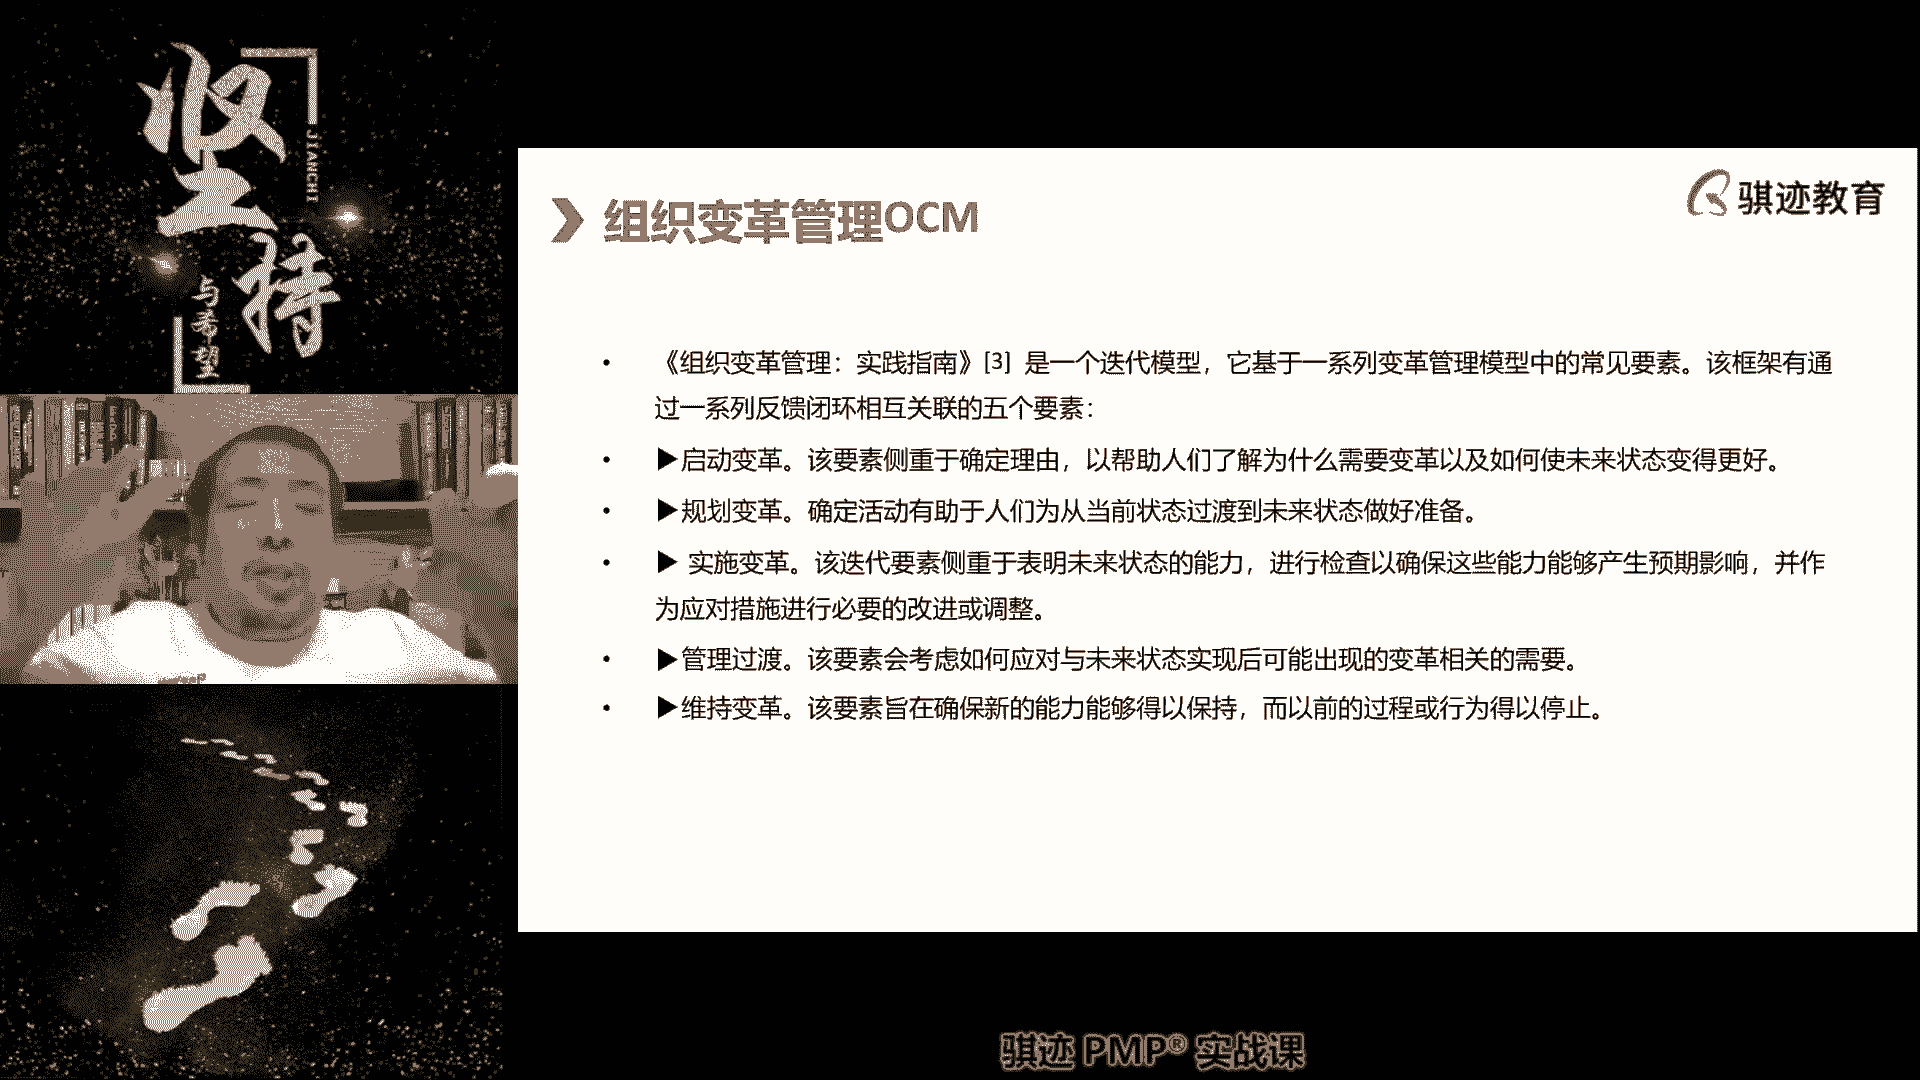 坚持
JIANCHI
与希望
组织变革管理OCM
骐迹教育
• 《组织变革管理：实践指南》[3] 是一个迭代模型，它基于一系列变革管理模型中的常见要素。该框架有通
过一系列反馈闭环相互关联的五个要素：
• ▶启动变革。该要素侧重于确定理由，以帮助人们了解为什么需要变革以及如何使未来状态变得更好。
• ▶规划变革。确定活动有助于人们为从当前状态过渡到未来状态做好准备。
• ▶ 实施变革。该迭代要素侧重于表明未来状态的能力，进行检查以确保这些能力能够产生预期影响，并作
为应对措施进行必要的改进或调整。
• ▶管理过渡。该要素会考虑如何应对与未来状态实现后可能出现的变革相关的需要。
• ▶维持变革。该要素旨在确保新的能力能够得以保持，而以前的过程或行为得以停止。
骐迹 PMP® 实战课